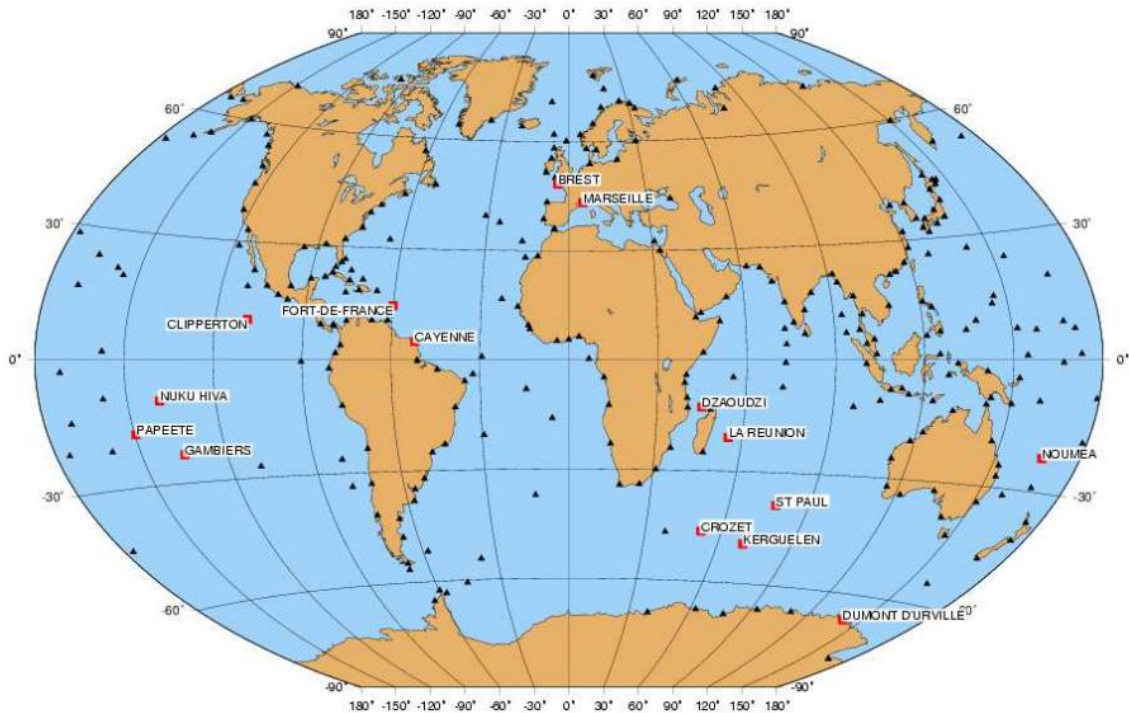 180° -150° -120° -90° -60° -30° 0° 30° 60° 90° 120° 150° 180°
90° 90°
60° 60°
BREST
MARSEILLE
30° 30°
FORT-DE-FRANCE
CLIPPERTON
CAYENNE
0° 0°
NUKU HIVA
DZAOUDZI
PAPEETE
LA REUNION
GAMBIERS
NOUMEA
-30° -30°
ST PAUL
CROZET
KERGUELEN
-60°
DUMONT D'URVILLE
-90° -90°
180° -150° -120° -90° -60° -30° 0° 30° 60° 90° 120° 150° 180°